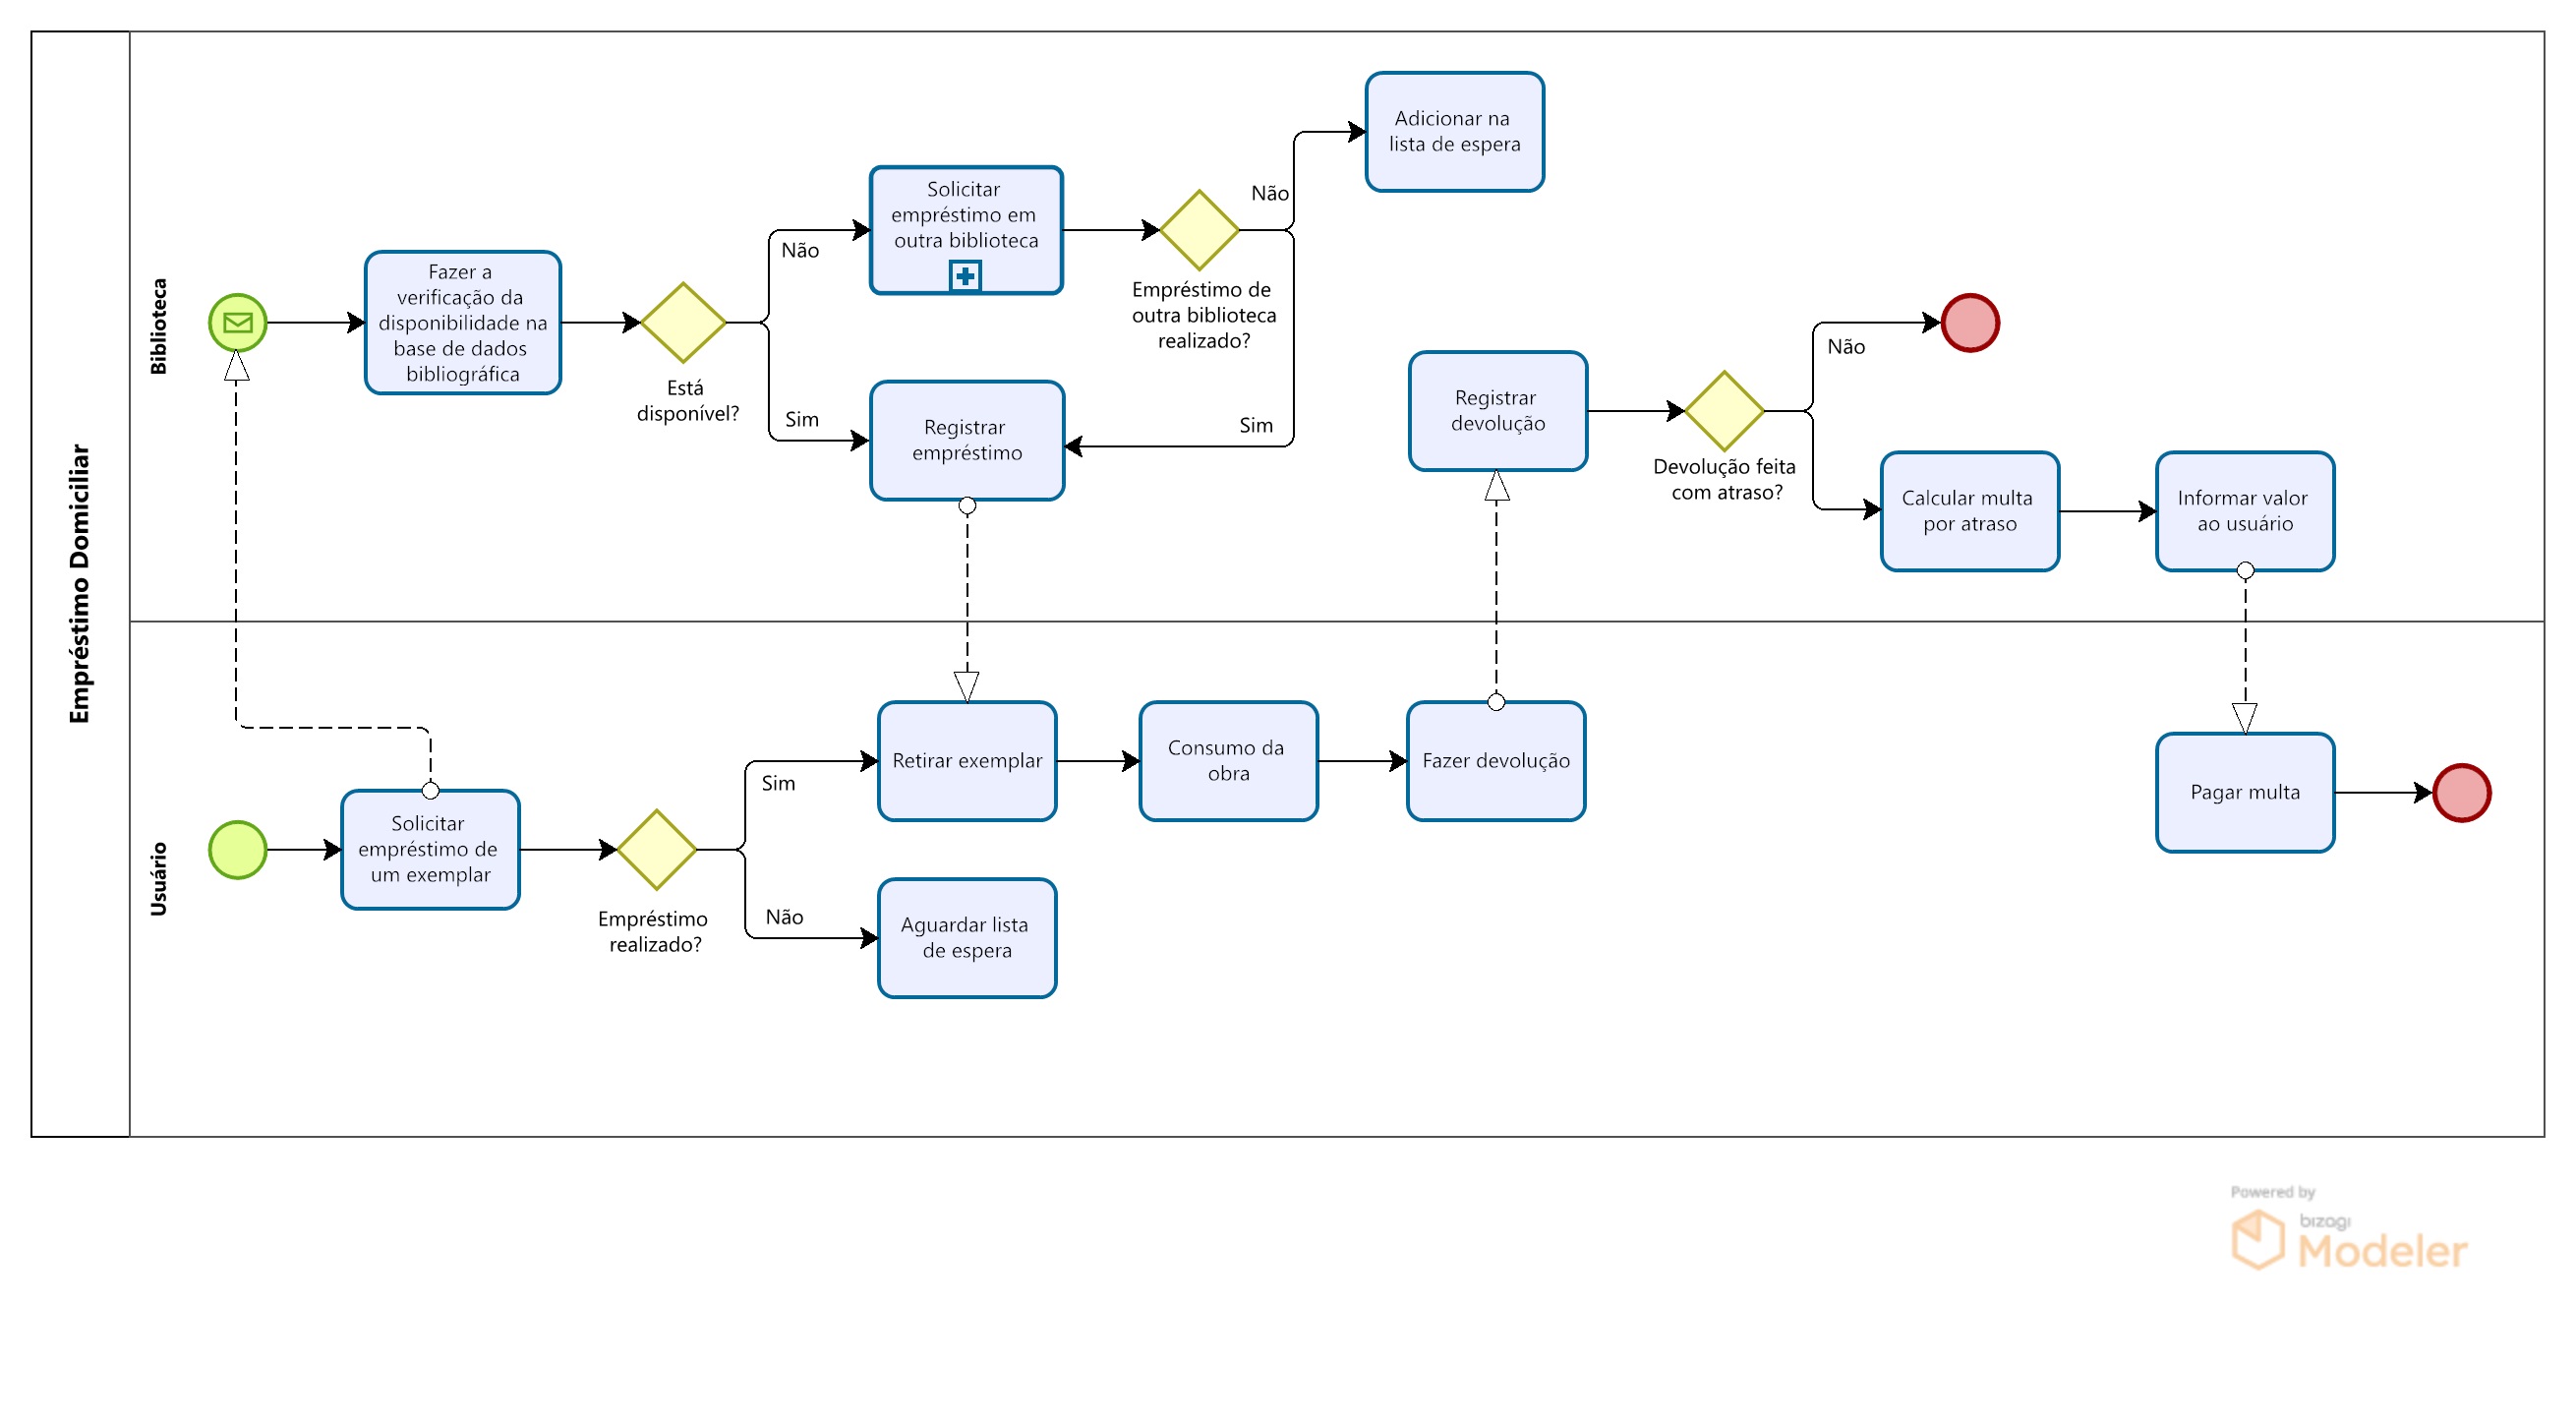 Empréstimo Domiciliar
Biblioteca
Fazer a
verificação da
disponibilidade na
base de dados
bibliográfica
Está
disponível?
Não
Sim
Solicitar
empréstimo em
outra biblioteca
Registrar
empréstimo
Empréstimo de
outra biblioteca
realizado?
Não
Sim
Adicionar na
lista de espera
Registrar
devolução
Devolução feita
com atraso?
Não
Calcular multa
por atraso
Informar valor
ao usuário
Usuário
Solicitar
empréstimo de
um exemplar
Empréstimo
realizado?
Sim
Não
Retirar exemplar
Aguardar lista
de espera
Consumo da
obra
Fazer devolução
Pagar multa
Powered by
bizagi
Modeler